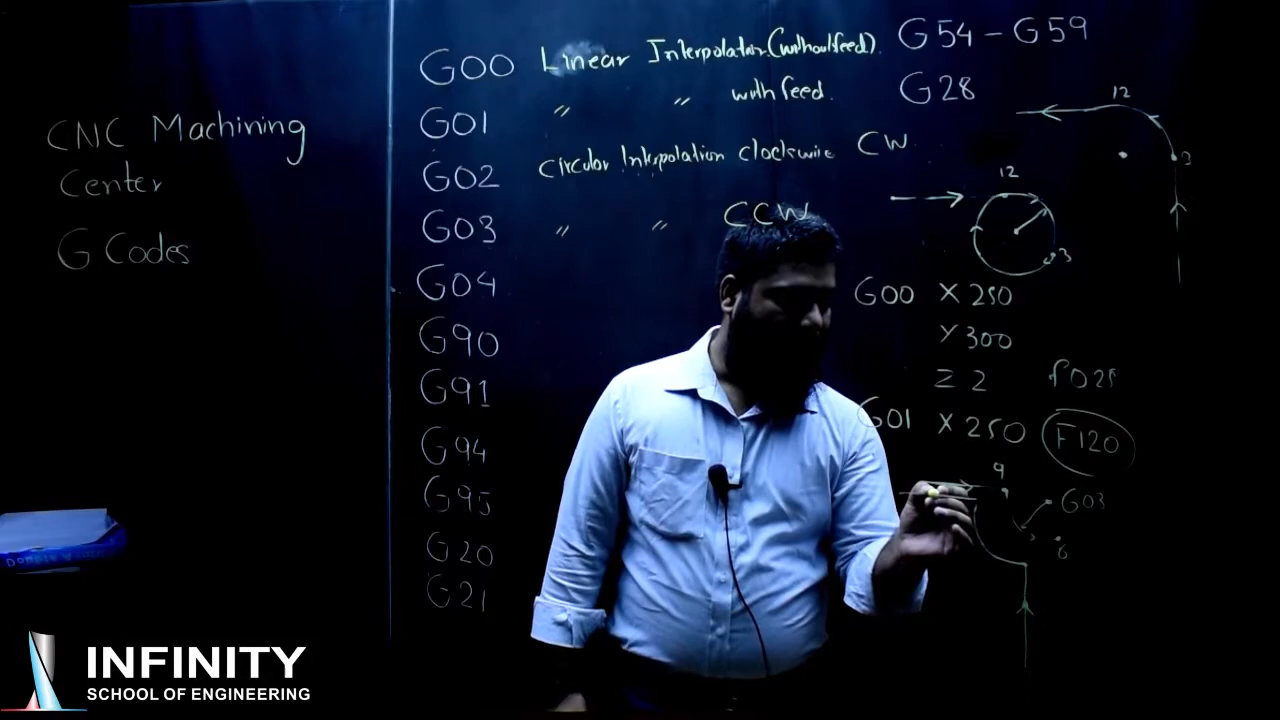 CNC Machining
Center
G Codes
G00 Linear Interpolation (without feed).
G01 〃 〃 with feed.
G02 Circular Interpolation clockwise CW
G03 〃 〃 CCW
G04
G90
G91
G94
G95
G20
G21
G54 - G59
G28
12
3
12
3
G00 X 250
Y 300
Z 2
G01 X 250 F120
9
G03
6
INFINITY
SCHOOL OF ENGINEERING